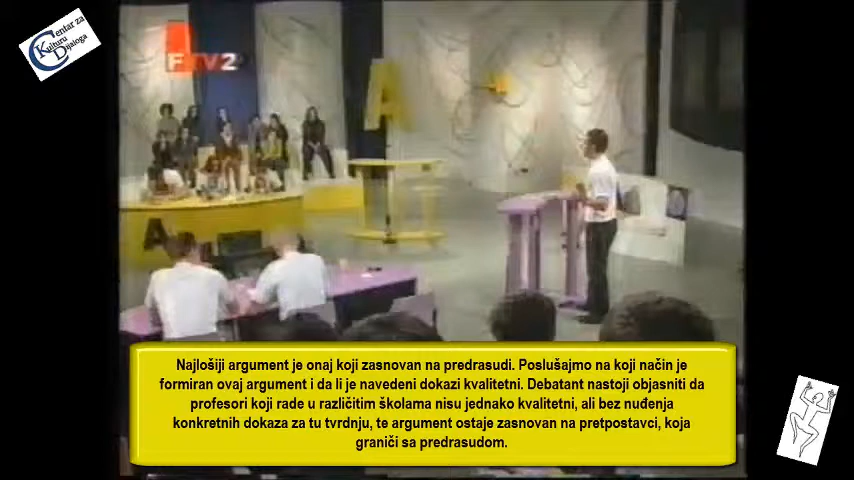 Centar za
Kulturu
Dijaloga
FTV2
A
A
Najlošiji argument je onaj koji zasnovan na predrasudi. Poslušajmo na koji način je
formiran ovaj argument i da li je navedeni dokazi kvalitetni. Debatant nastoji objasniti da
profesori koji rade u različitim školama nisu jednako kvalitetni, ali bez nuđenja
konkretnih dokaza za tu tvrdnju, te argument ostaje zasnovan na pretpostavci, koja
graniči sa predrasudom.